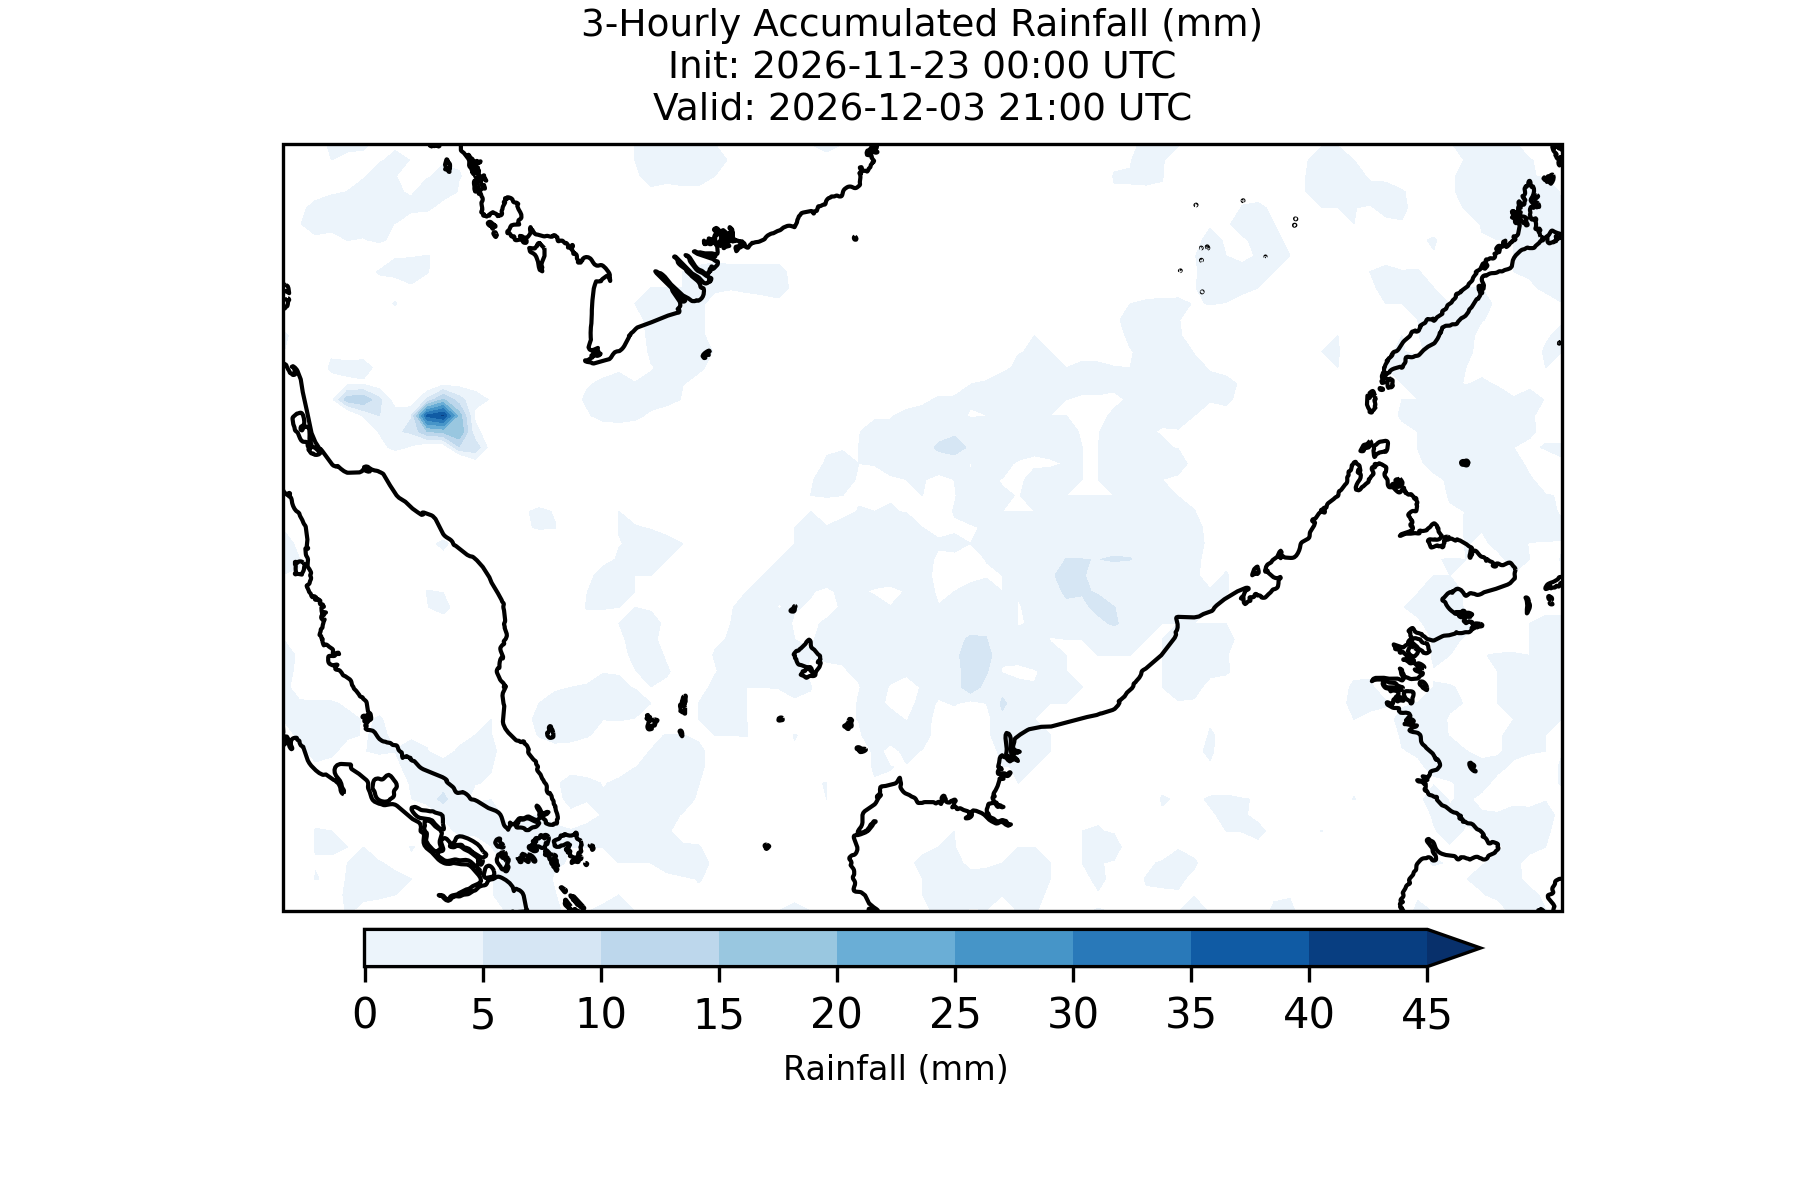 3-Hourly Accumulated Rainfall (mm)
Init: 2026-11-23 00:00 UTC
Valid: 2026-12-03 21:00 UTC
0 5 10 15 20 25 30 35 40 45
Rainfall (mm)